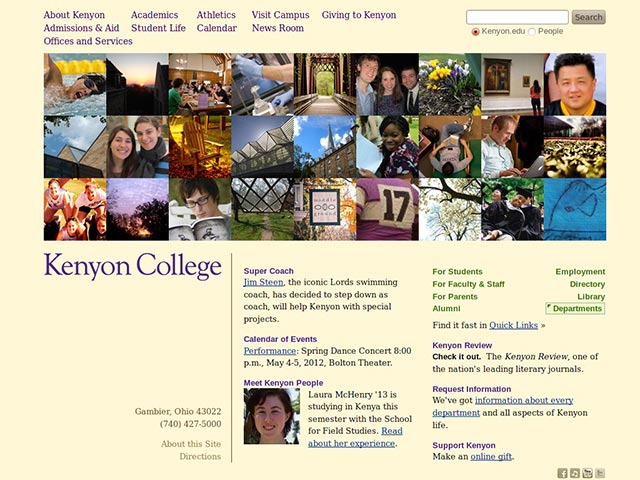 About Kenyon
Academics
Athletics
Visit Campus
Giving to Kenyon
Admissions & Aid
Student Life
Calendar
News Room
Offices and Services
Search
Kenyon.edu
People
middle
ground
17
Kenyon College
Gambier, Ohio 43022
(740) 427-5000
About this Site
Directions
Super Coach
Jim Steen, the iconic Lords swimming
coach, has decided to step down as
coach, will help Kenyon with special
projects.
Calendar of Events
Performance: Spring Dance Concert 8:00
p.m., May 4-5, 2012, Bolton Theater.
Meet Kenyon People
Laura McHenry '13 is
studying in Kenya this
semester with the School
for Field Studies. Read
about her experience.
For Students
Employment
For Faculty & Staff
Directory
For Parents
Library
Alumni
Departments
Find it fast in Quick Links »
Kenyon Review
Check it out. The Kenyon Review, one of
the nation's leading literary journals.
Request Information
We've got information about every
department and all aspects of Kenyon
life.
Support Kenyon
Make an online gift.